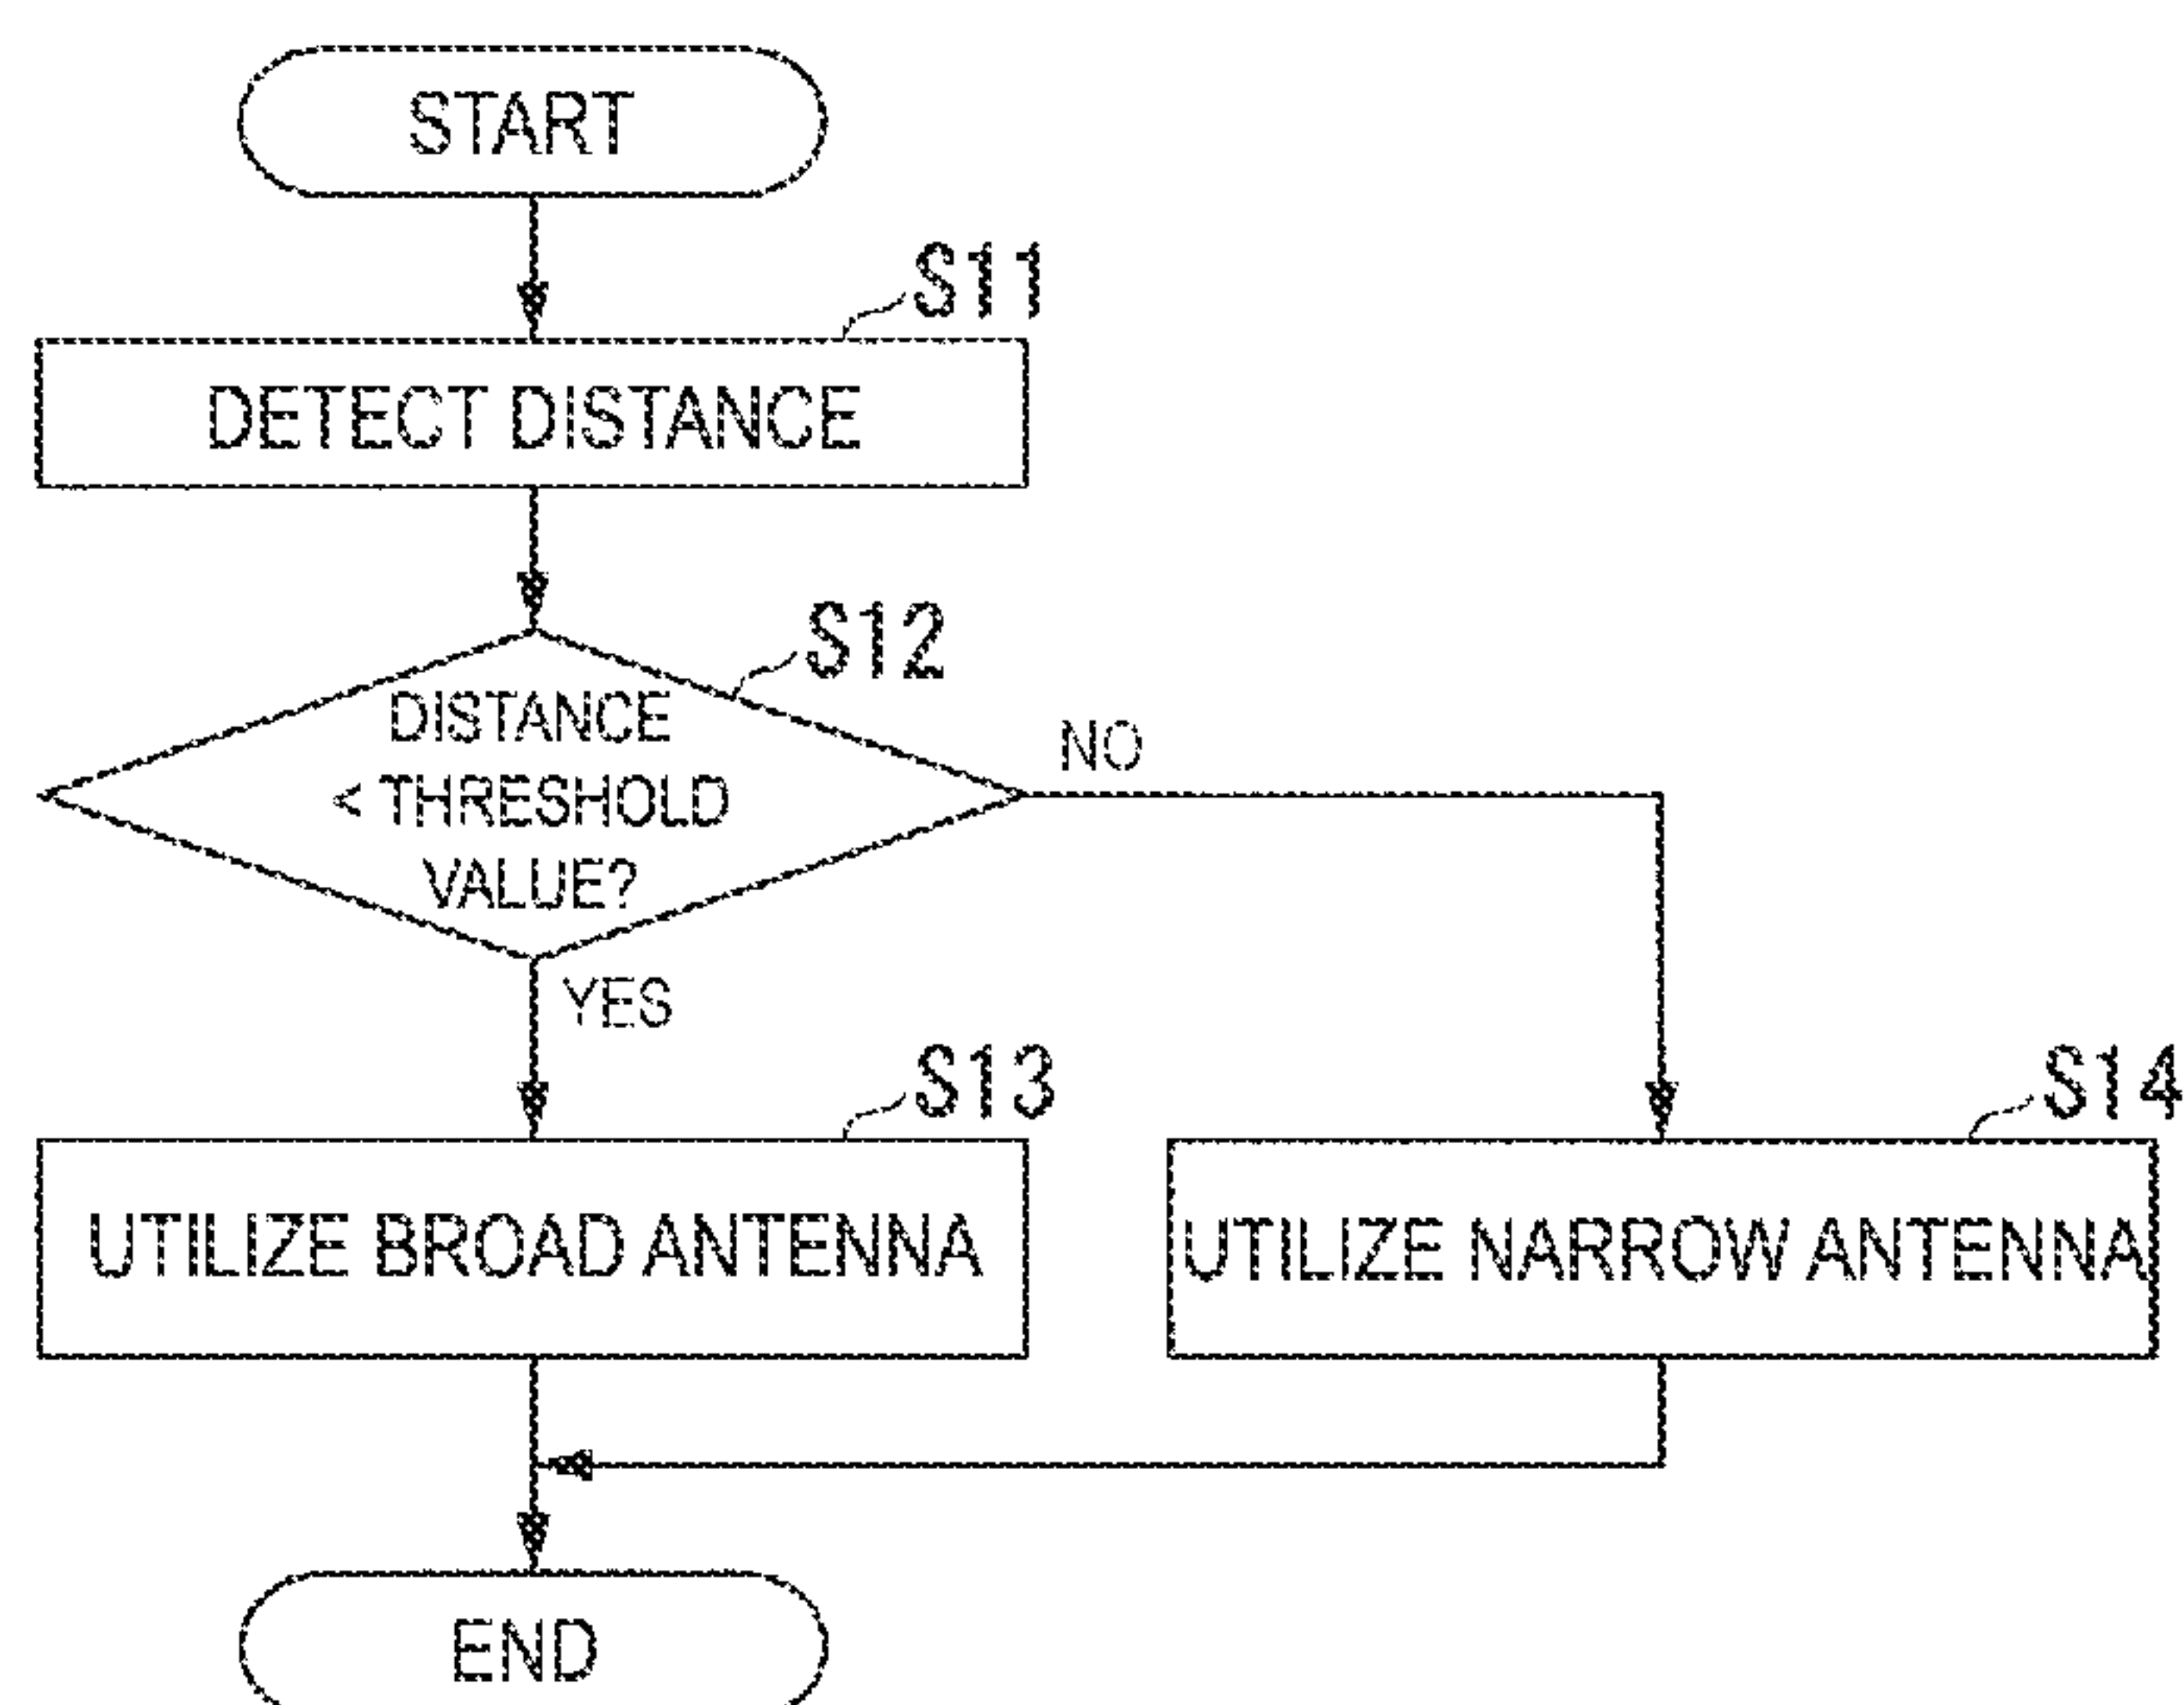 START
S11
DETECT DISTANCE
S12
DISTANCE
< THRESHOLD
VALUE?
NO
YES
S13
S14
UTILIZE BROAD ANTENNA
UTILIZE NARROW ANTENNA
END